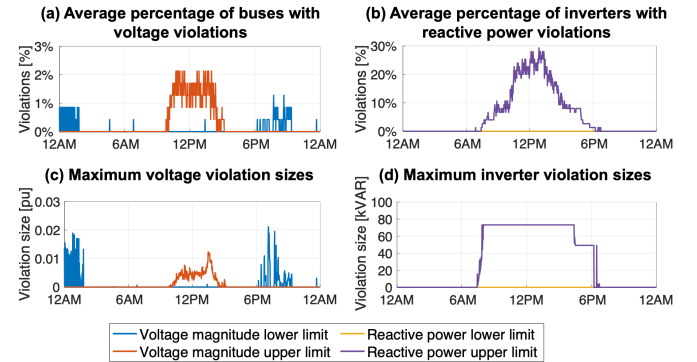 (a) Average percentage of buses with
voltage violations
(b) Average percentage of inverters with
reactive power violations
Violations [%]
3%
2%
1%
0%
12AM 6AM 12PM 6PM 12AM
Violations [%]
30%
20%
10%
0%
12AM 6AM 12PM 6PM 12AM
(c) Maximum voltage violation sizes
(d) Maximum inverter violation sizes
Violation size [pu]
0.03
0.02
0.01
0
12AM 6AM 12PM 6PM 12AM
Violation size [kVAR]
100
80
60
40
20
0
12AM 6AM 12PM 6PM 12AM
Voltage magnitude lower limit
Voltage magnitude upper limit
Reactive power lower limit
Reactive power upper limit